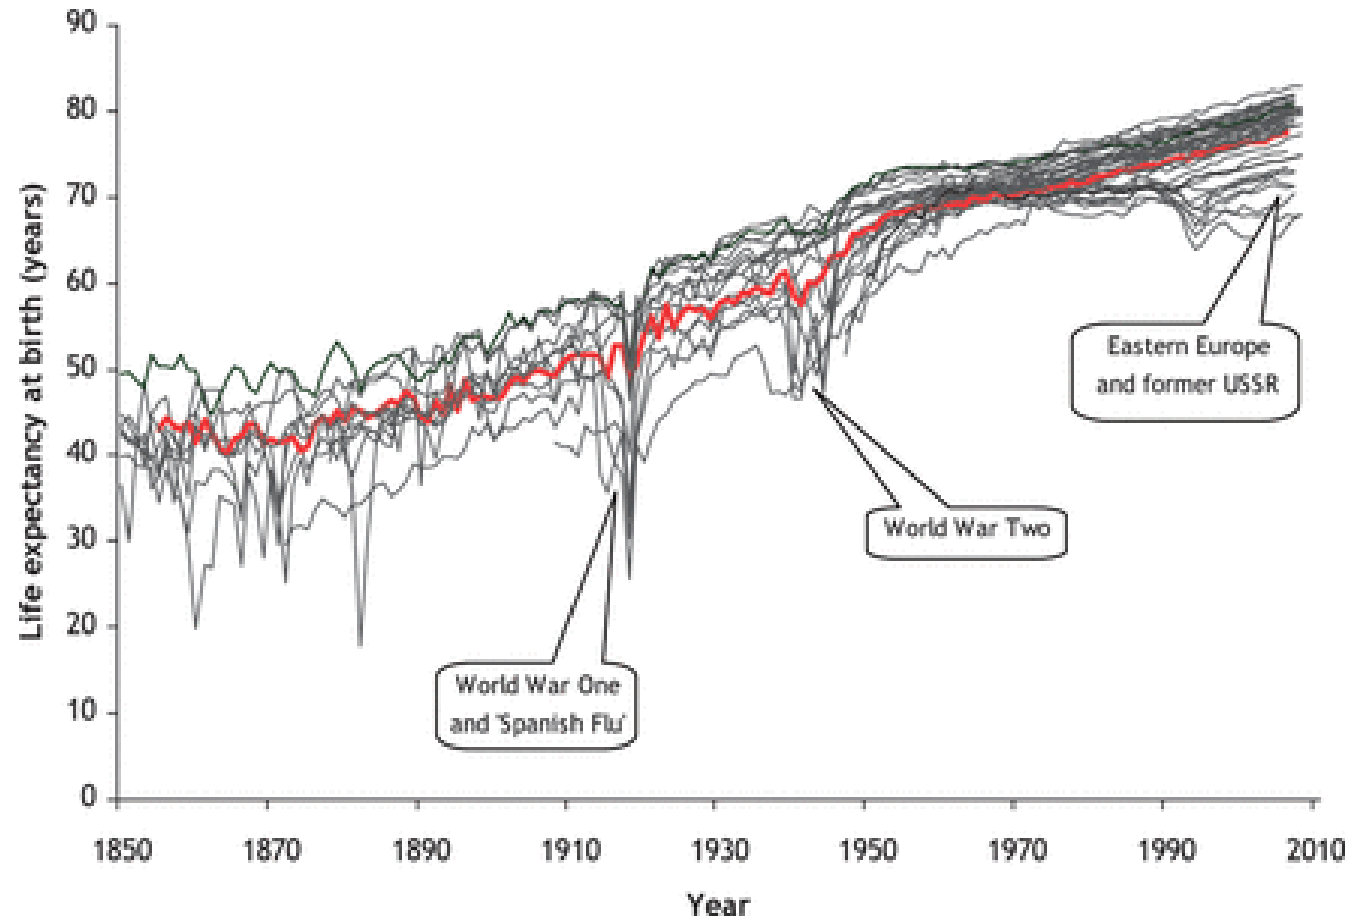 90
80
70
60
50
40
30
20
10
0
Life expectancy at birth (years)
Eastern Europe
and former USSR
World War Two
World War One
and 'Spanish Flu'
1850 1870 1890 1910 1930 1950 1970 1990 2010
Year